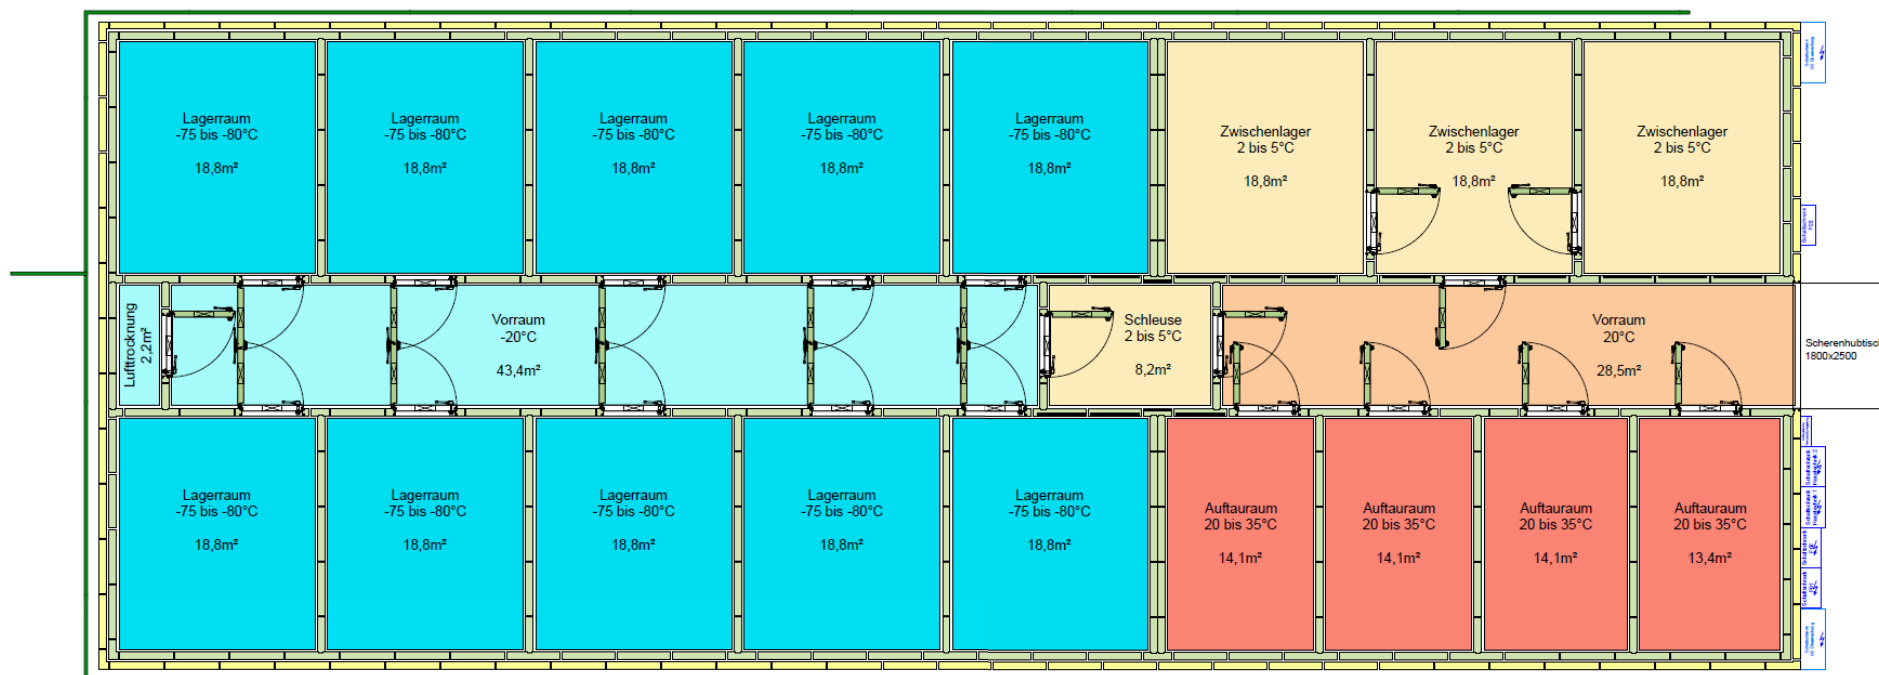 Lagerraum
-75 bis -80°C
18,8m²
Lagerraum
-75 bis -80°C
18,8m²
Lagerraum
-75 bis -80°C
18,8m²
Lagerraum
-75 bis -80°C
18,8m²
Lagerraum
-75 bis -80°C
18,8m²
Zwischenlager
2 bis 5°C
18,8m²
Zwischenlager
2 bis 5°C
18,8m²
Zwischenlager
2 bis 5°C
18,8m²
Lufttrocknung
2,2m²
Vorraum
-20°C
43,4m²
Schleuse
2 bis 5°C
8,2m²
Vorraum
20°C
28,5m²
Scherenhubtisch
1800x2500
Lagerraum
-75 bis -80°C
18,8m²
Lagerraum
-75 bis -80°C
18,8m²
Lagerraum
-75 bis -80°C
18,8m²
Lagerraum
-75 bis -80°C
18,8m²
Lagerraum
-75 bis -80°C
18,8m²
Auftauraum
20 bis 35°C
14,1m²
Auftauraum
20 bis 35°C
14,1m²
Auftauraum
20 bis 35°C
14,1m²
Auftauraum
20 bis 35°C
13,4m²